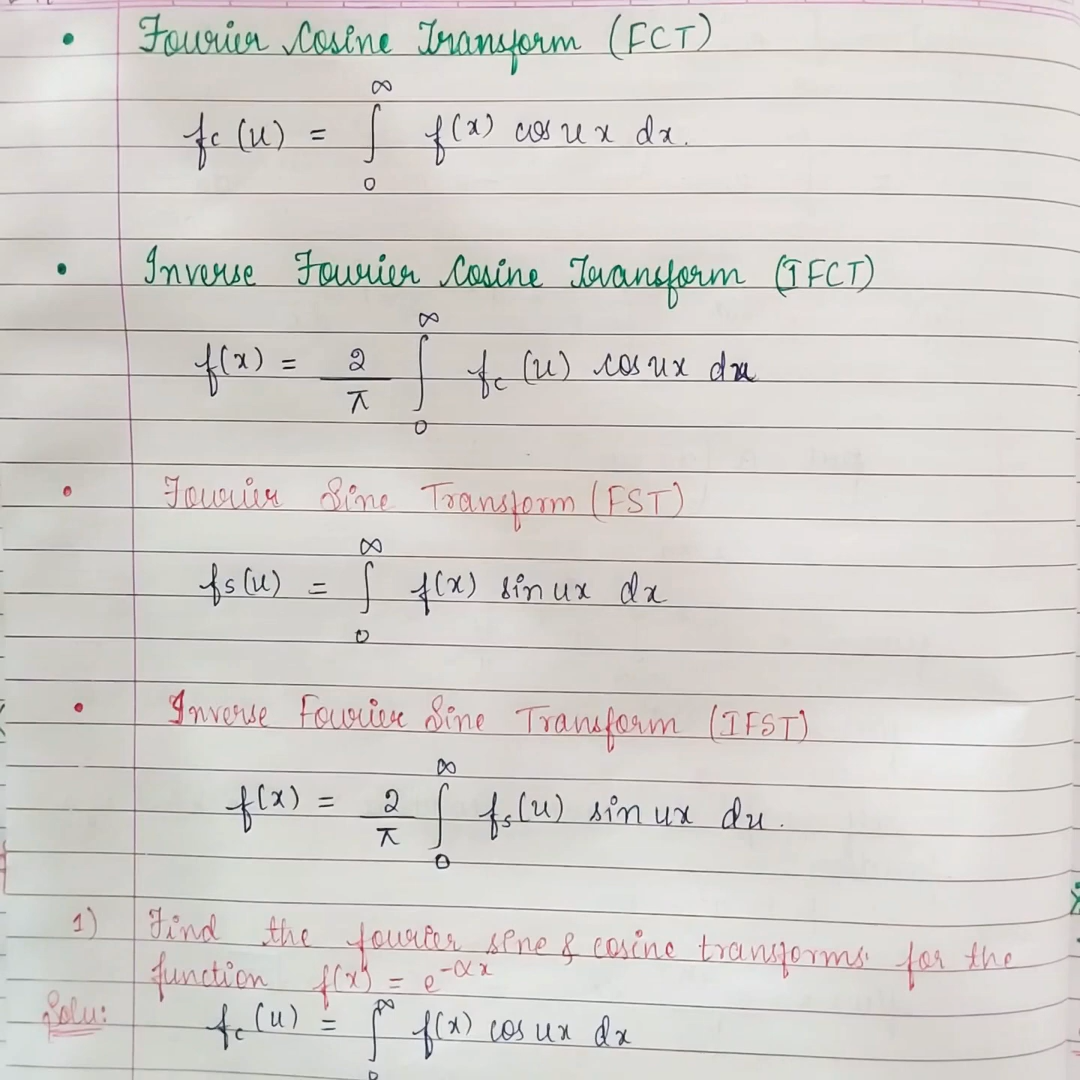 • Fourier Cosine Transform (FCT)
fc (u) = ∫₀^∞ f(x) cos ux dx.
• Inverse Fourier Cosine Transform (IFCT)
f(x) = 2/π ∫₀^∞ fc (u) cos ux du
• Fourier Sine Transform (FST)
fs(u) = ∫₀^∞ f(x) sin ux dx
• Inverse Fourier Sine Transform (IFST)
f(x) = 2/π ∫₀^∞ fs(u) sin ux du.
1) Find the fourier sine & cosine transforms. for the
function f(x) = e^-αx
Solu: fc (u) = ∫₀^∞ f(x) cos ux dx